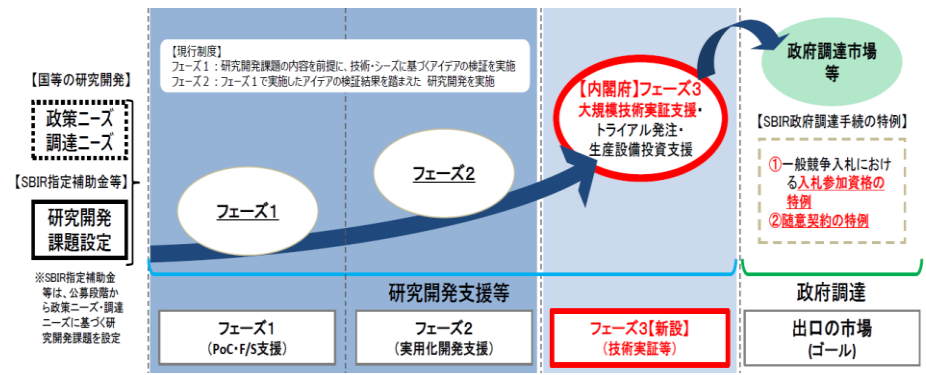 【現行制度】
フェーズ1：研究開発課題の内容を前提に、技術・シーズに基づくアイデアの検証を実施
フェーズ2：フェーズ1で実施したアイデアの検証結果を踏まえた 研究開発を実施
【国等の研究開発】
政策ニーズ
調達ニーズ
【SBIR指定補助金等】
研究開発
課題設定
※SBIR指定補助金
等は、公募段階か
ら政策ニーズ・調達
ニーズに基づく研
究開発課題を設定
フェーズ1
フェーズ2
【内閣府】フェーズ3
大規模技術実証支援・
トライアル発注・
生産設備投資支援
政府調達市場
等
【SBIR政府調達手続の特例】
①一般競争入札におけ
る入札参加資格の
特例
②随意契約の特例
研究開発支援等
政府調達
フェーズ1
（PoC・F/S支援）
フェーズ2
（実用化開発支援）
フェーズ3【新設】
（技術実証等）
出口の市場
(ゴール)